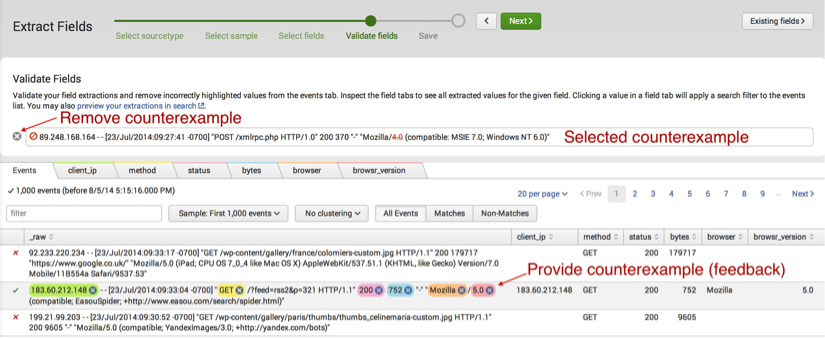 Extract Fields
Select sourcetype Select sample Select fields Validate fields Save
< Next > Existing fields >
Validate Fields
Validate your field extractions and remove incorrectly highlighted values from the events tab. Inspect the field tabs to see all extracted values for the given field. Clicking a value in a field tab will apply a search filter to the events
list. You may also preview your extractions in search.
Remove counterexample
89.248.168.164 - - [23/Jul/2014:09:27:41 -0700] "POST /xmlrpc.php HTTP/1.0" 200 370 "-" "Mozilla/4.0 (compatible: MSIE 7.0; Windows NT 6.0)" Selected counterexample
Events client_ip method status bytes browser browsr_version
✓ 1,000 events (before 8/5/14 5:15:16.000 PM)
20 per page < Prev 1 2 3 4 5 6 7 8 9 ... Next >
filter Sample: First 1,000 events No clustering All Events Matches Non-Matches
_raw client_ip method status bytes browser browsr_version
92.233.220.234 - - [23/Jul/2014:09:33:17 -0700] "GET /wp-content/gallery/france/colomiers-custom.jpg HTTP/1.1" 200 179717 GET 200 179717
"https://www.google.co.uk/" "Mozilla/5.0 (iPad; CPU OS 7_0_4 like Mac OS X) AppleWebKit/537.51.1 (KHTML, like Gecko) Version/7.0
Mobile/11B554a Safari/9537.53"
Provide counterexample (feedback)
183.60.212.148 - - [23/Jul/2014:09:33:04 -0700] " GET /?feed=rss2&p=321 HTTP/1.1" 200 752 "-" " Mozilla / 5.0 183.60.212.148 GET 200 752 Mozilla 5.0
(compatible; EasouSpider; +http://www.easou.com/search/spider.html)"
199.21.99.203 - - [23/Jul/2014:09:30:52 -0700] "GET /wp-content/gallery/paris/thumbs/thumbs_celinemaria-custom.jpg HTTP/1.1" GET 200 9605
200 9605 "-" "Mozilla/5.0 (compatible; YandexImages/3.0; +http://yandex.com/bots)"